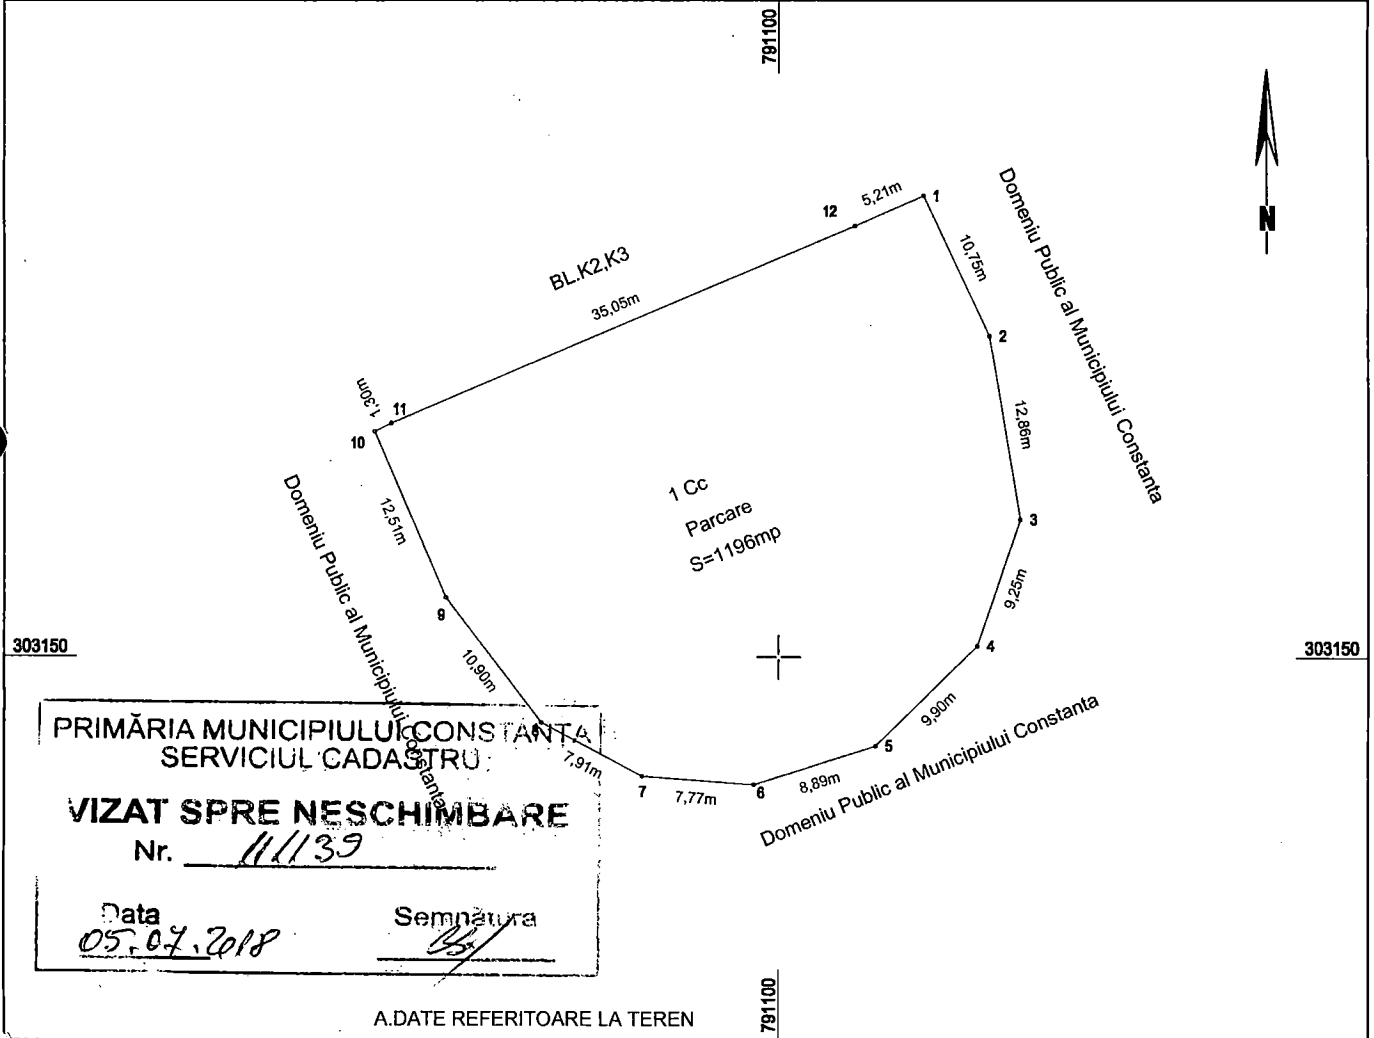 791100
N
Domeniu Public al Municipiului Constanta
12
5,21m
1
10,75m
BL.K2,K3
35,05m
2
1,30m
11
10
12,86m
12,51m
1 Cc
Parcare
S=1196mp
3
Domeniu Public al Municipiului Constanta
9,25m
9
303150
4
303150
10,90m
9,90m
8
7,91m
5
7
7,77m
6
8,89m
Domeniu Public al Municipiului Constanta
PRIMĂRIA MUNICIPIULUI CONSTANTA
SERVICIUL CADASTRU
VIZAT SPRE NESCHIMBARE
Nr. 111139
Data
Semnătura
05.07.2018
791100
A.DATE REFERITOARE LA TEREN